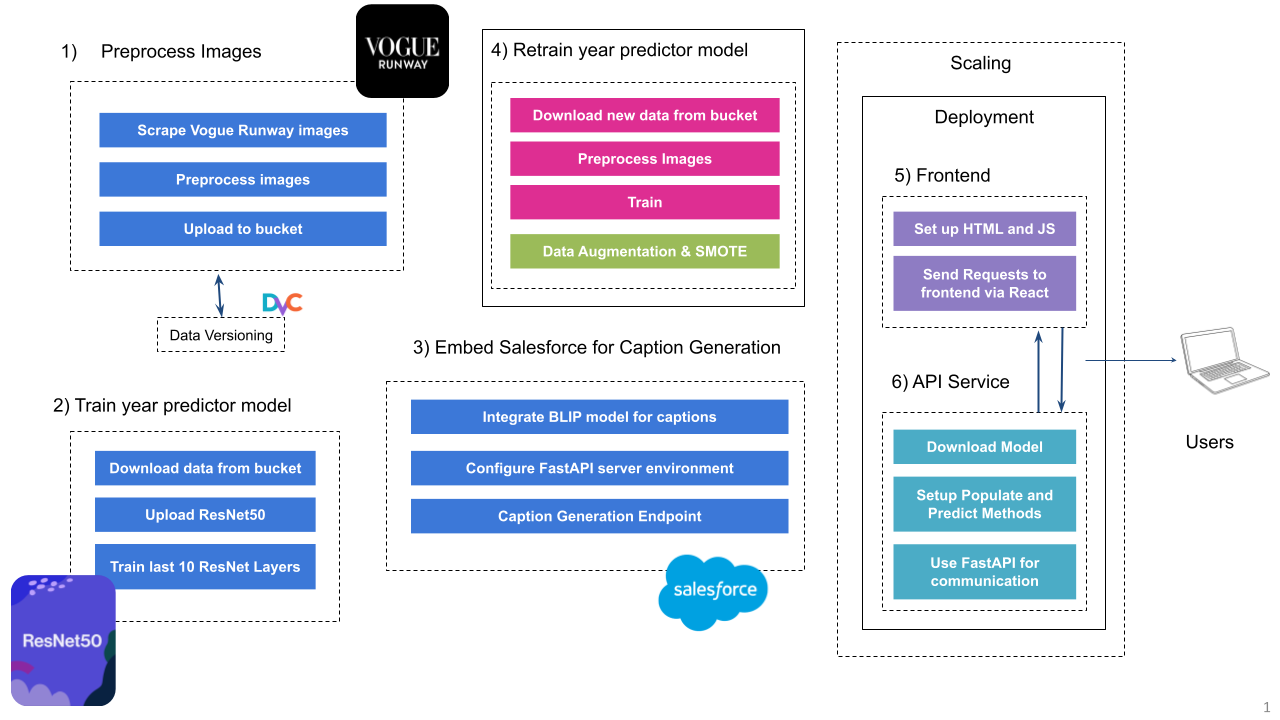 1) Preprocess Images
VOGUE
RUNWAY
Scrape Vogue Runway images
Preprocess images
Upload to bucket
DVC
Data Versioning
2) Train year predictor model
Download data from bucket
Upload ResNet50
Train last 10 ResNet Layers
ResNet50
4) Retrain year predictor model
Download new data from bucket
Preprocess Images
Train
Data Augmentation & SMOTE
3) Embed Salesforce for Caption Generation
Integrate BLIP model for captions
Configure FastAPI server environment
Caption Generation Endpoint
salesforce
Scaling
Deployment
5) Frontend
Set up HTML and JS
Send Requests to
frontend via React
6) API Service
Download Model
Setup Populate and
Predict Methods
Use FastAPI for
communication
Users
1